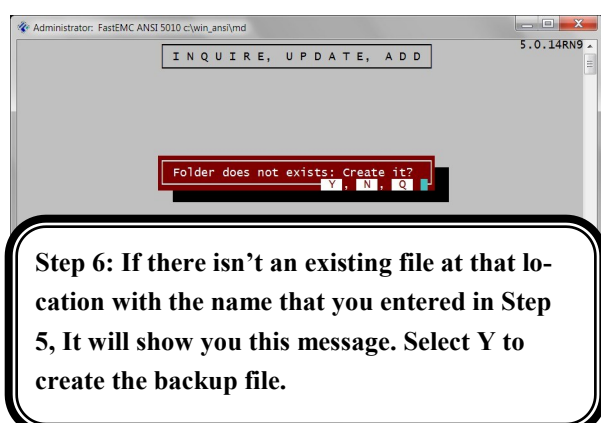 Administrator: FastEMC ANSI 5010 c:\win_ansi\md
5.0.14RN9
I N Q U I R E,  U P D A T E,  A D D
Folder does not exists: Create it?
Y, N, Q
Step 6: If there isn’t an existing file at that lo-
cation with the name that you entered in Step
5, It will show you this message. Select Y to
create the backup file.